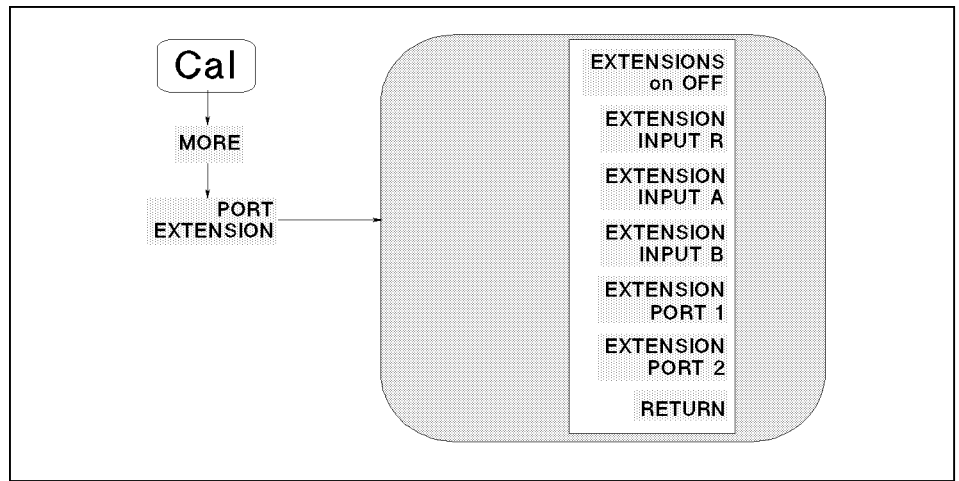 Cal
MORE
PORT
EXTENSION
EXTENSIONS
on OFF
EXTENSION
INPUT R
EXTENSION
INPUT A
EXTENSION
INPUT B
EXTENSION
PORT 1
EXTENSION
PORT 2
RETURN